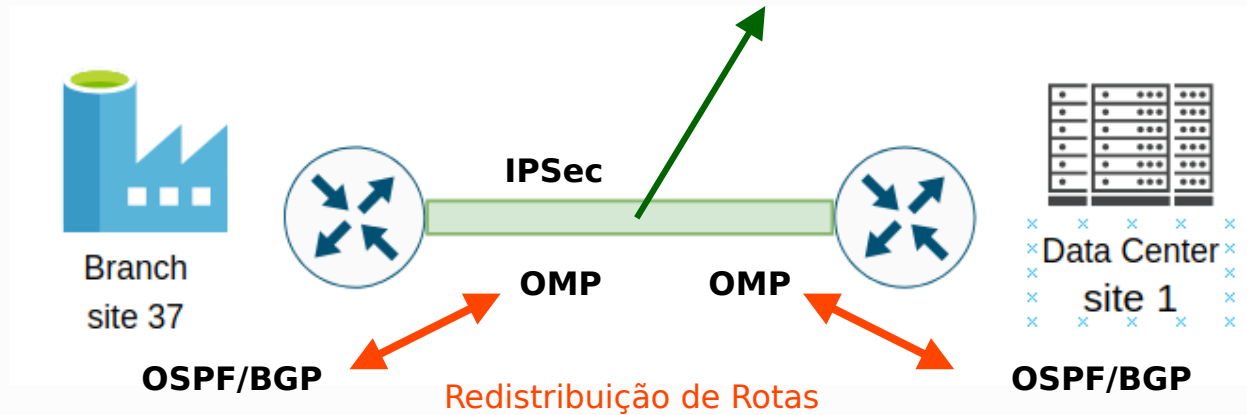 IPSec
Branch
site 37
OMP
OMP
Data Center
site 1
OSPF/BGP
Redistribuição de Rotas
OSPF/BGP